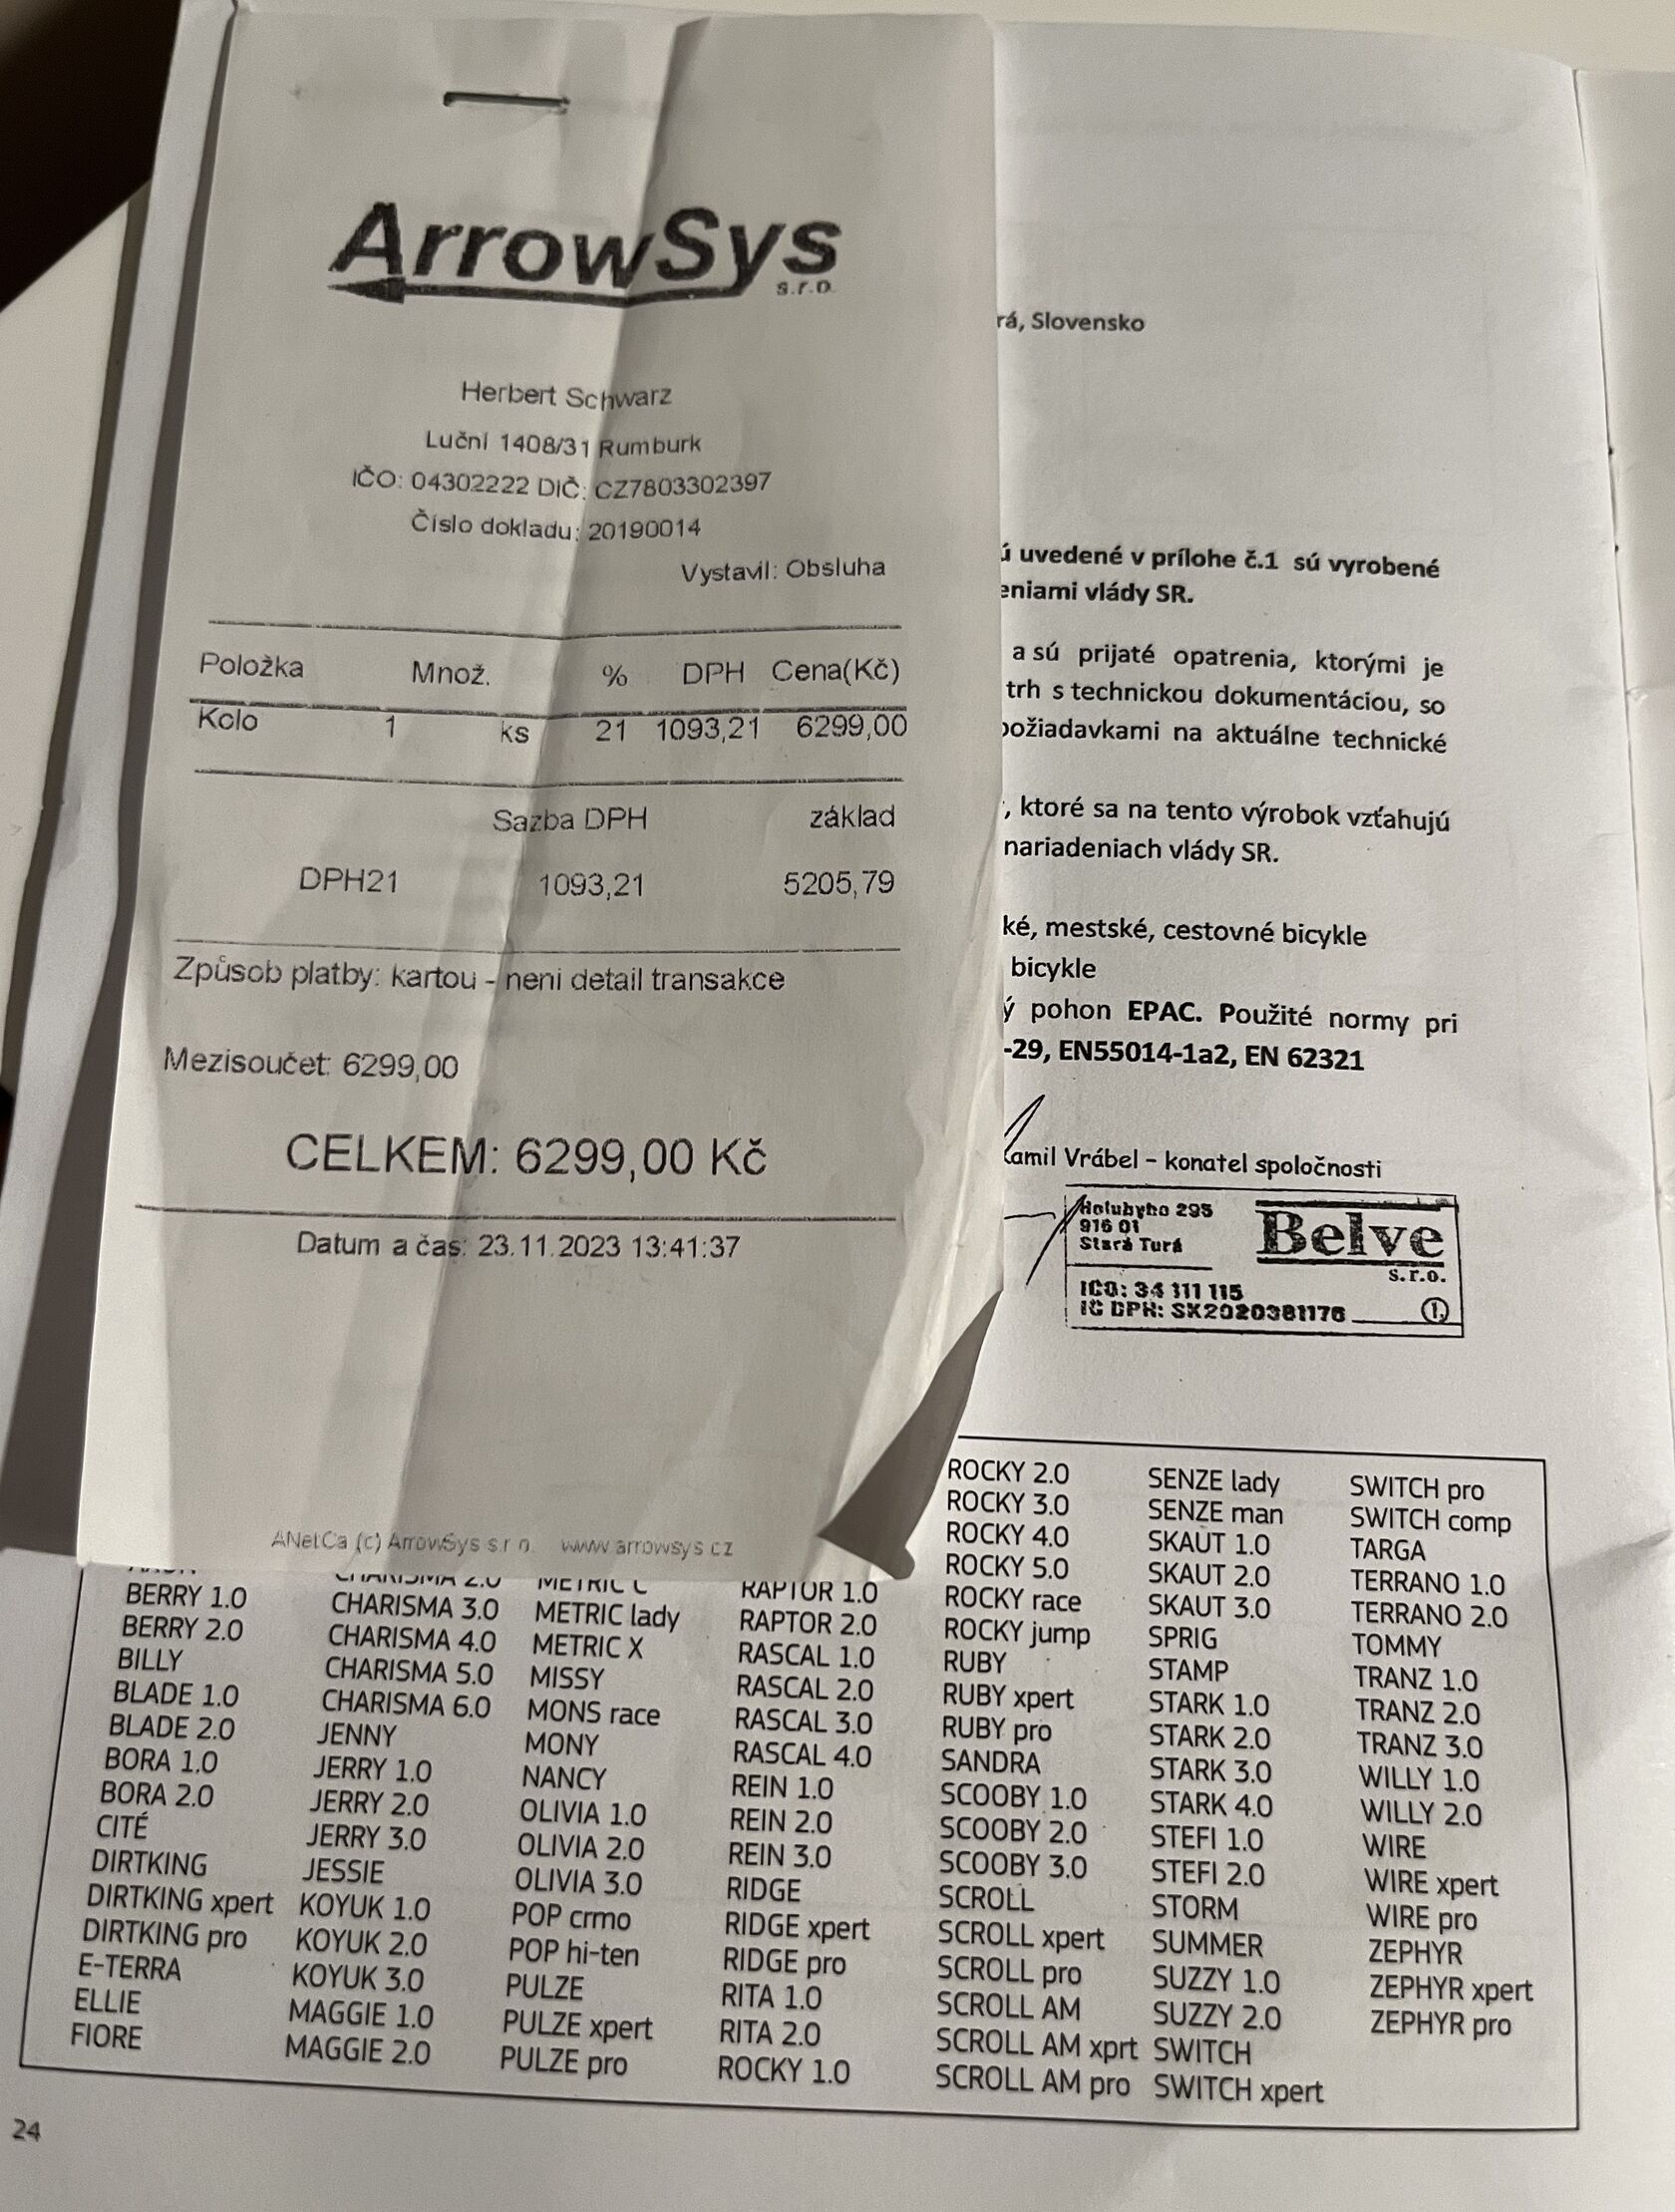 ArrowSys
s.r.o.
Herbert Schwarz
Luční 1408/31 Rumburk
IČO: 04302222 DIČ: CZ7803302397
Číslo dokladu: 20190014
Vystavil: Obsluha
Položka Množ. % DPH Cena(Kč)
Kolo 1 ks 21 1093,21 6299,00
Sazba DPH základ
DPH21 1093,21 5205,79
Způsob platby: kartou - neni detail transakce
Mezisoučet: 6299,00
CELKEM: 6299,00 Kč
Datum a čas: 23.11.2023 13:41:37
ANetCa (c) ArrowSys s.r.o. www.arrowsys.cz
rá, Slovensko
ú uvedené v prílohe č.1 sú vyrobené
eniami vlády SR.
a sú prijaté opatrenia, ktorými je
trh s technickou dokumentáciou, so
požiadavkami na aktuálne technické
, ktoré sa na tento výrobok vzťahujú
nariadeniach vlády SR.
ké, mestské, cestovné bicykle
bicykle
ý pohon EPAC. Použité normy pri
-29, EN55014-1a2, EN 62321
Kamil Vrábel – konateľ spoločnosti
Holubyho 295
916 01
Stará Turá
Belve
s.r.o.
IČO: 34 111 115
IČ DPH: SK2020381176
1.
BERRY 1.0
BERRY 2.0
BILLY
BLADE 1.0
BLADE 2.0
BORA 1.0
BORA 2.0
CITÉ
DIRTKING
DIRTKING xpert
DIRTKING pro
E-TERRA
ELLIE
FIORE
CHARISMA 2.0
CHARISMA 3.0
CHARISMA 4.0
CHARISMA 5.0
CHARISMA 6.0
JENNY
JERRY 1.0
JERRY 2.0
JERRY 3.0
JESSIE
KOYUK 1.0
KOYUK 2.0
KOYUK 3.0
MAGGIE 1.0
MAGGIE 2.0
METRIC C
METRIC lady
METRIC X
MISSY
MONS race
MONY
NANCY
OLIVIA 1.0
OLIVIA 2.0
OLIVIA 3.0
POP crmo
POP hi-ten
PULZE
PULZE xpert
PULZE pro
RAPTOR 1.0
RAPTOR 2.0
RASCAL 1.0
RASCAL 2.0
RASCAL 3.0
RASCAL 4.0
REIN 1.0
REIN 2.0
REIN 3.0
RIDGE
RIDGE xpert
RIDGE pro
RITA 1.0
RITA 2.0
ROCKY 1.0
ROCKY 2.0
ROCKY 3.0
ROCKY 4.0
ROCKY 5.0
ROCKY race
ROCKY jump
RUBY
RUBY xpert
RUBY pro
SANDRA
SCOOBY 1.0
SCOOBY 2.0
SCOOBY 3.0
SCROLL
SCROLL xpert
SCROLL pro
SCROLL AM
SCROLL AM xprt
SCROLL AM pro
SENZE lady
SENZE man
SKAUT 1.0
SKAUT 2.0
SKAUT 3.0
SPRIG
STAMP
STARK 1.0
STARK 2.0
STARK 3.0
STARK 4.0
STEFI 1.0
STEFI 2.0
STORM
SUMMER
SUZZY 1.0
SUZZY 2.0
SWITCH
SWITCH xpert
SWITCH pro
SWITCH comp
TARGA
TERRANO 1.0
TERRANO 2.0
TOMMY
TRANZ 1.0
TRANZ 2.0
TRANZ 3.0
WILLY 1.0
WILLY 2.0
WIRE
WIRE xpert
WIRE pro
ZEPHYR
ZEPHYR xpert
ZEPHYR pro
24